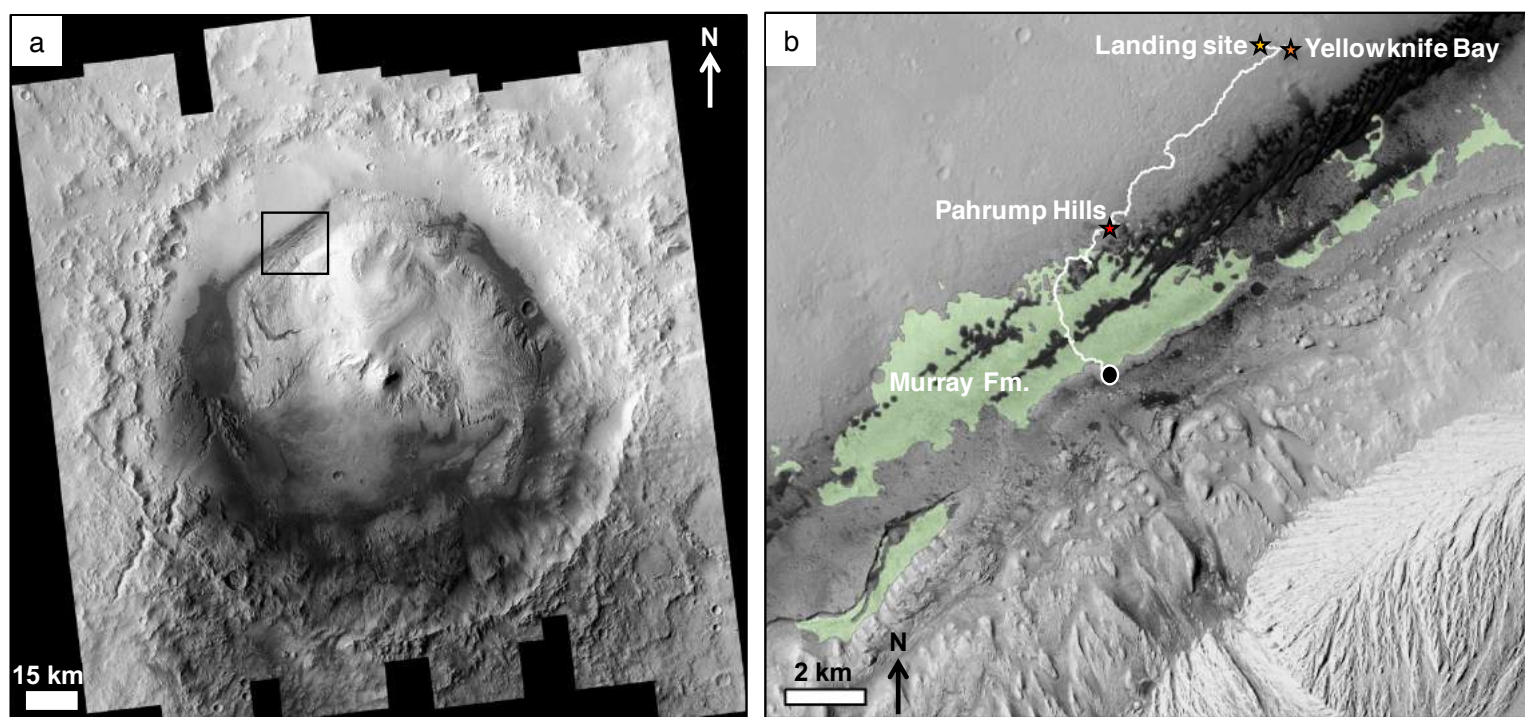 a
N
15 km
b
Landing site
Yellowknife Bay
Pahrump Hills
Murray Fm.
2 km
N